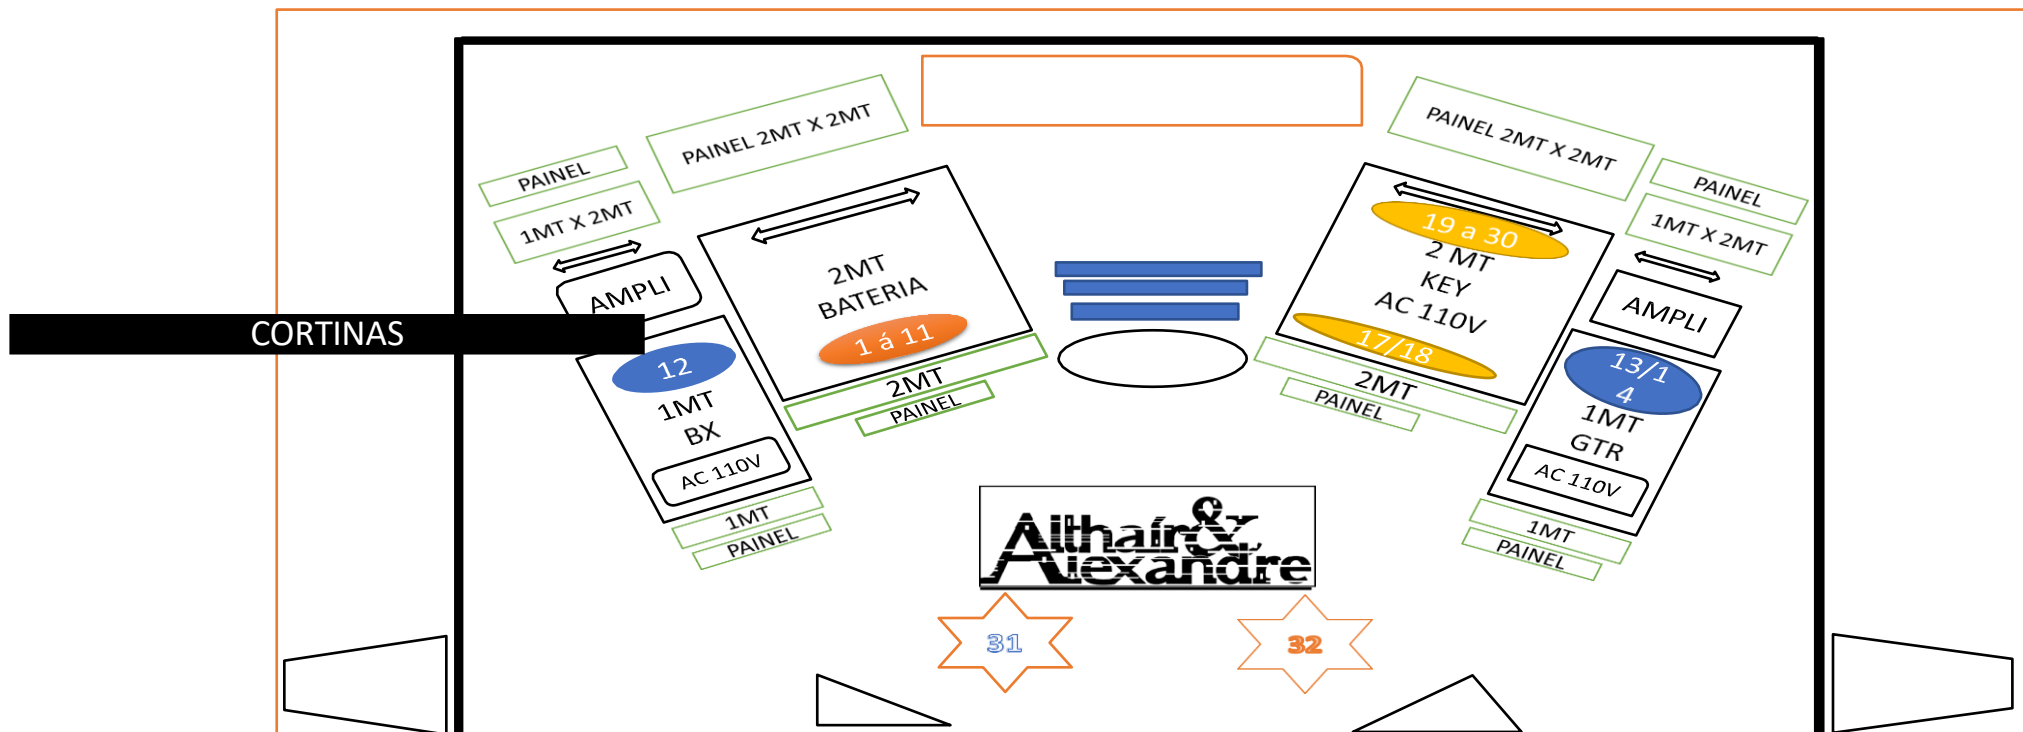 PAINEL 2MT X 2MT
PAINEL
1MT X 2MT
AMPLI
CORTINAS
2MT
BATERIA
1 á 11
2MT
PAINEL
12
1MT
BX
AC 110V
1MT
PAINEL
PAINEL 2MT X 2MT
PAINEL
1MT X 2MT
AMPLI
19 a 30
2 MT
KEY
AC 110V
17/18
2MT
PAINEL
13/1
4
1MT
GTR
AC 110V
1MT
PAINEL
Althaír &
Alexandre
31
32